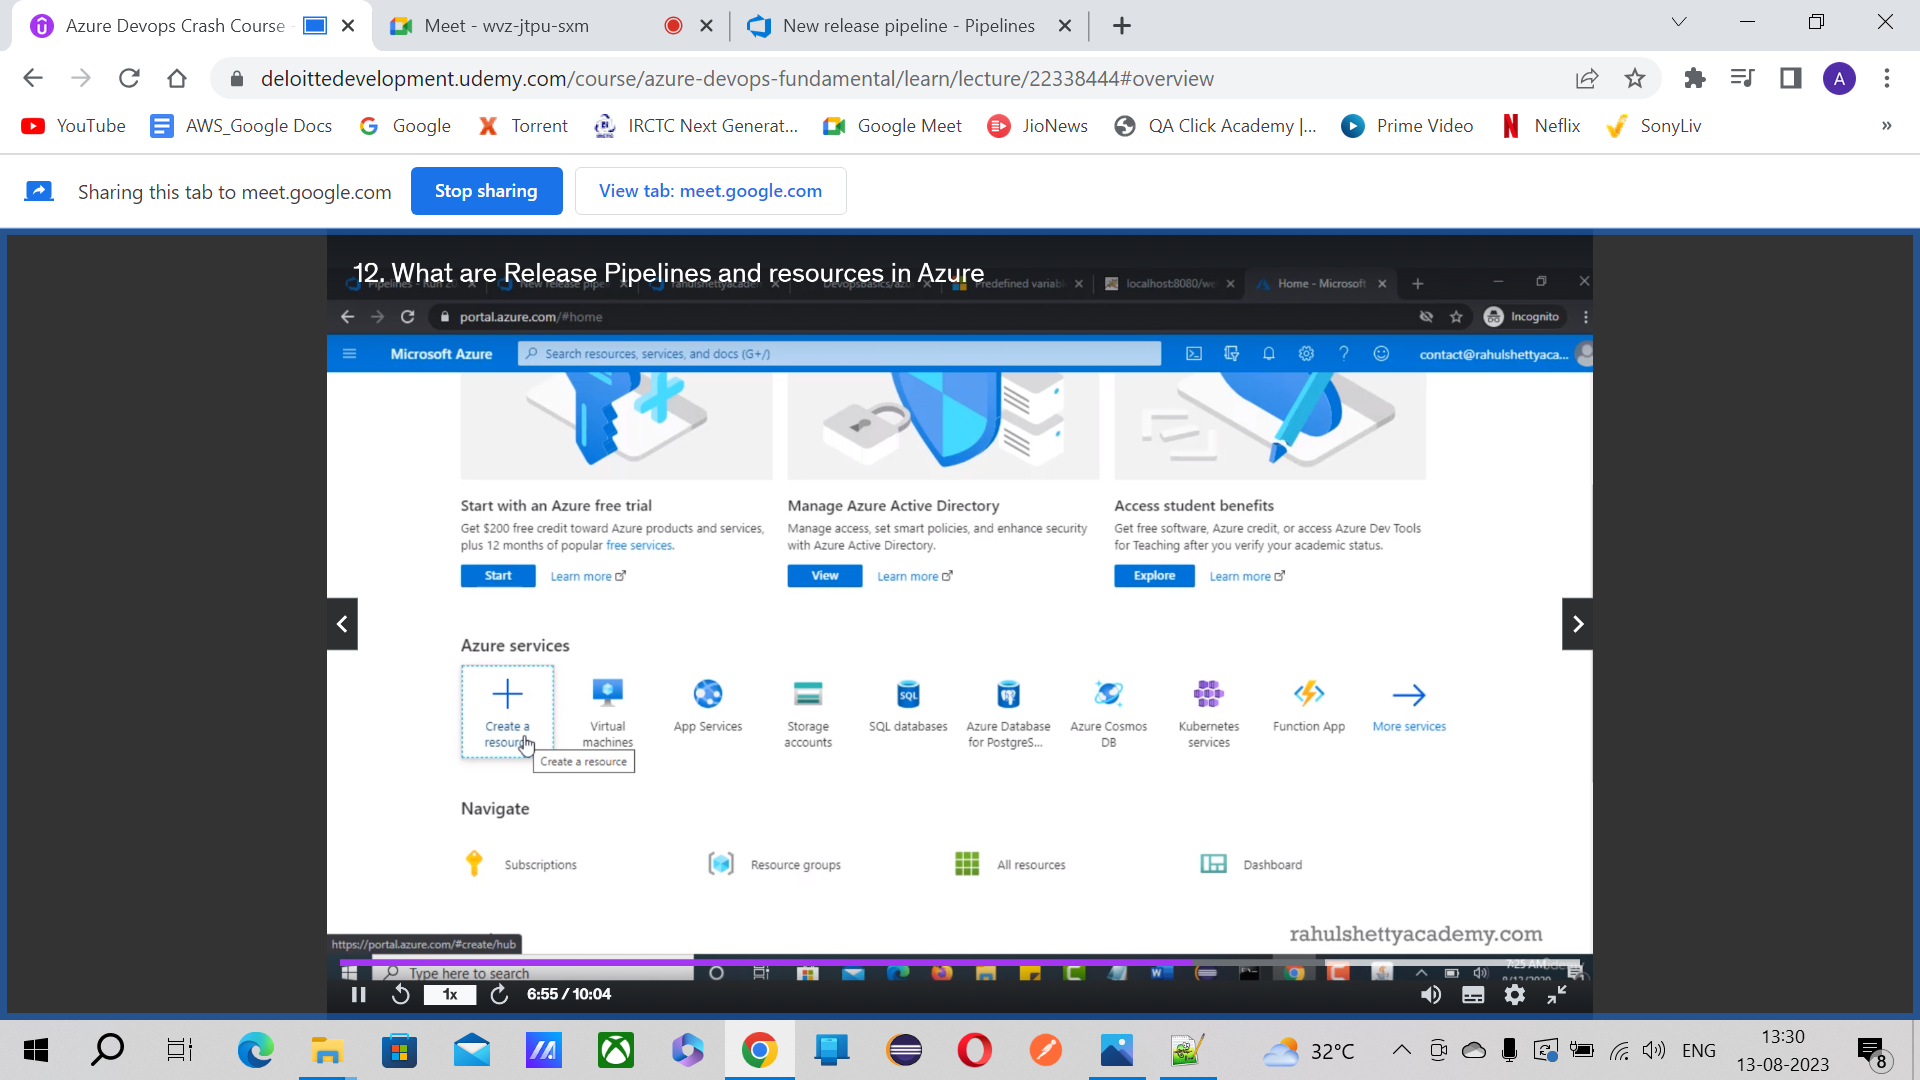 Azure Devops Crash Course
Meet - wvz-jtpu-sxm
New release pipeline - Pipelines
deloittedevelopment.udemy.com/course/azure-devops-fundamental/learn/lecture/22338444#overview
A
YouTube
AWS_Google Docs
Google
Torrent
IRCTC Next Generat...
Google Meet
JioNews
QA Click Academy |...
Prime Video
Neflix
SonyLiv
»
Sharing this tab to meet.google.com
Stop sharing
View tab: meet.google.com
12. What are Release Pipelines and resources in Azure
Predefined variab
localhost:8080/we
Home - Microsoft
portal.azure.com/#home
Incognito
Microsoft Azure
Search resources, services, and docs (G+/)
contact@rahulshettyaca...
Start with an Azure free trial
Get $200 free credit toward Azure products and services,
plus 12 months of popular free services.
Start
Learn more
Manage Azure Active Directory
Manage access, set smart policies, and enhance security
with Azure Active Directory.
View
Learn more
Access student benefits
Get free software, Azure credit, or access Azure Dev Tools
for Teaching after you verify your academic status.
Explore
Learn more
Azure services
Create a
Virtual
machines
App Services
Storage
accounts
SQL
SQL databases
Azure Database
for PostgreS...
Azure Cosmos
DB
Kubernetes
services
Function App
More services
Create a resource
Navigate
Subscriptions
Resource groups
All resources
Dashboard
rahulshettyacademy.com
https://portal.azure.com/#create/hub
Type here to search
7:25 AM
1x
6:55 / 10:04
32°C
ENG
13:30
13-08-2023
8